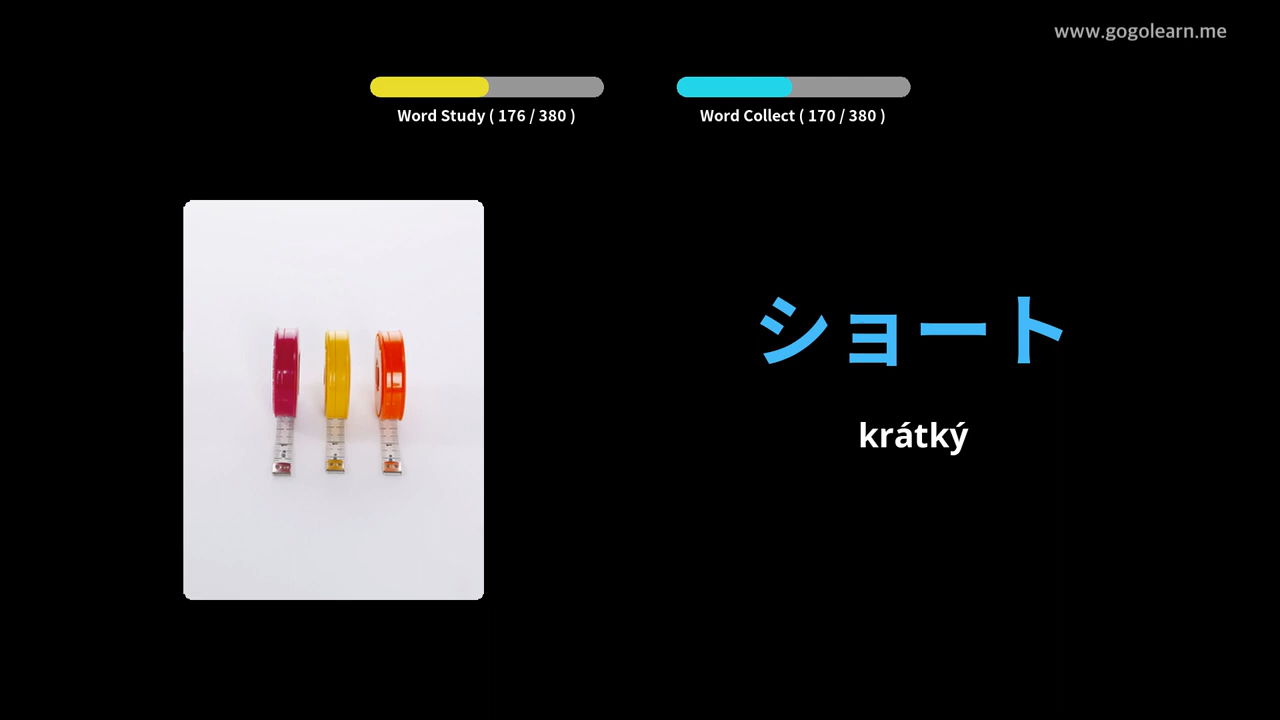 www.gogolearn.me
Word Study ( 176 / 380 )
Word Collect ( 170 / 380 )
ショート
krátký